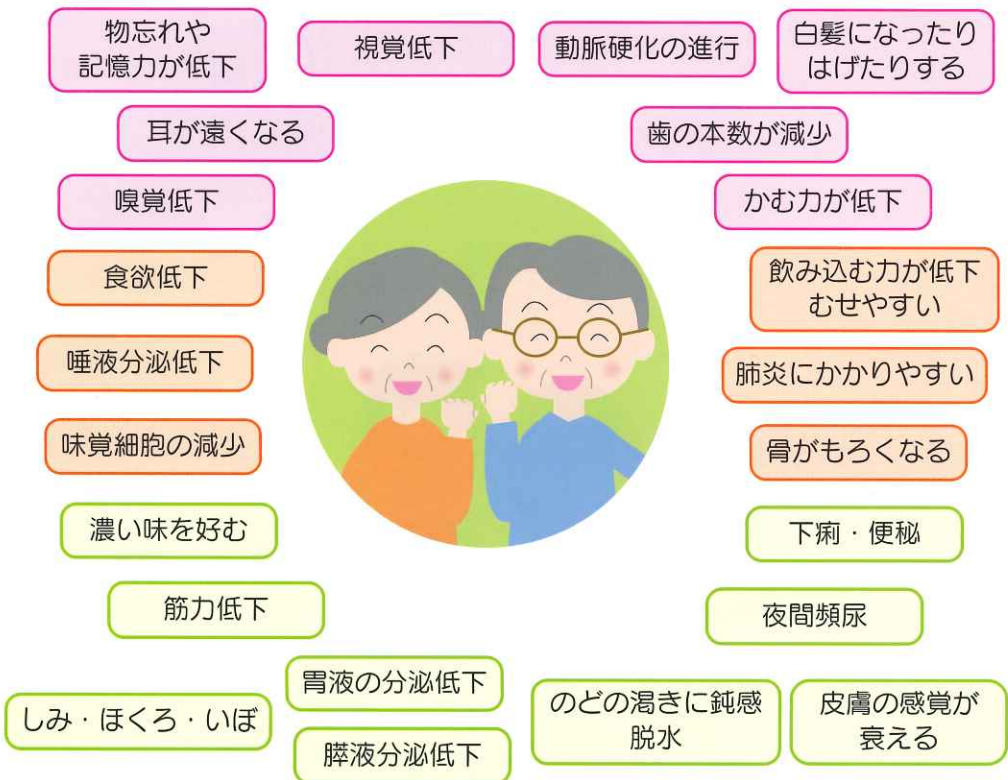 物忘れや
記憶力が低下
視覚低下
動脈硬化の進行
白髪になったり
はげたりする
耳が遠くなる
歯の本数が減少
嗅覚低下
かむ力が低下
食欲低下
飲み込む力が低下
むせやすい
唾液分泌低下
肺炎にかかりやすい
味覚細胞の減少
骨がもろくなる
濃い味を好む
下痢・便秘
筋力低下
夜間頻尿
胃液の分泌低下
のどの渇きに鈍感
脱水
皮膚の感覚が
衰える
しみ・ほくろ・いぼ
膵液分泌低下